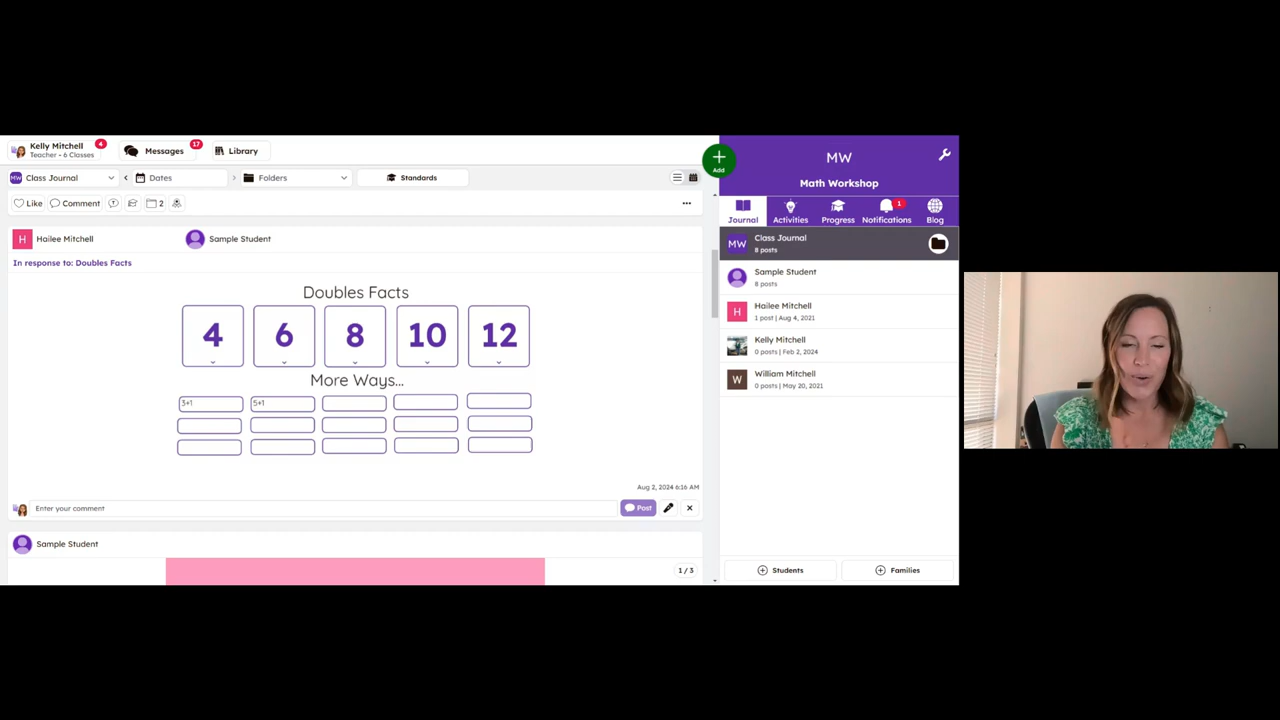 Kelly Mitchell
4
Teacher • 6 Classes
Messages
17
Library
Add
MW
Math Workshop
MW Class Journal
Dates
Folders
Standards
Like
Comment
2
Journal
Activities
Progress
Notifications
1
Blog
H Hailee Mitchell
Sample Student
In response to: Doubles Facts
Doubles Facts
4 6 8 10 12
More Ways...
3+1 5+1
Aug 2, 2024 6:16 AM
Enter your comment
Post
Sample Student
1 / 3
MW Class Journal
8 posts
Sample Student
8 posts
H Hailee Mitchell
1 post | Aug 4, 2021
Kelly Mitchell
0 posts | Feb 2, 2024
W William Mitchell
0 posts | May 20, 2021
Students
Families